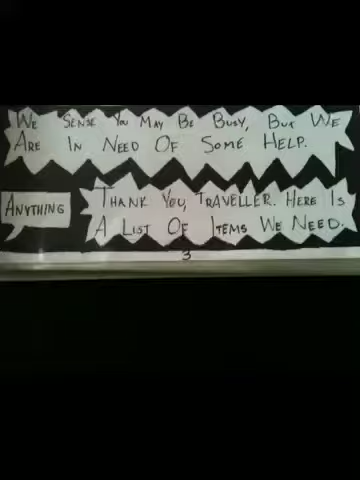 We Sense You May Be Busy, But We
Are In Need Of Some Help.
Anything
Thank You, Traveller. Here Is
A List Of Items We Need.
3